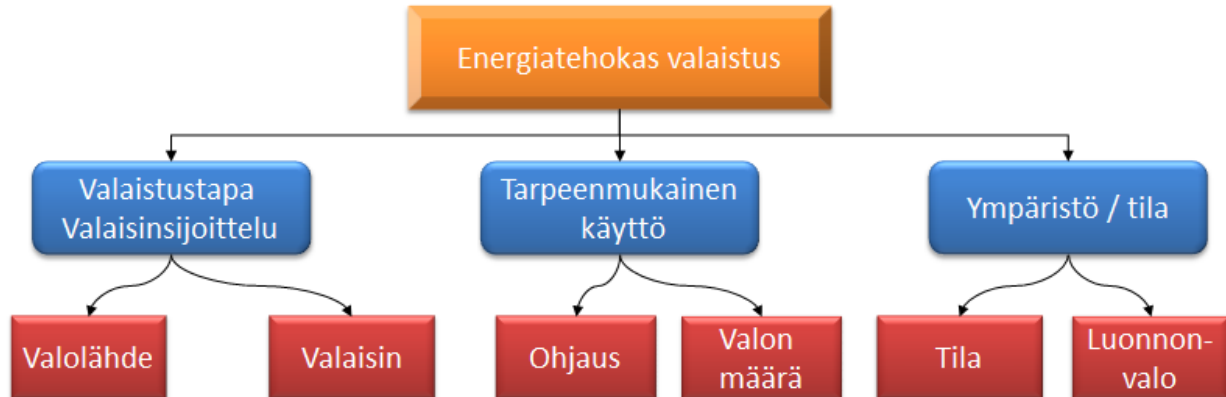 Energiatehokas valaistus
Valaistustapa
Valaisinsijoittelu
Tarpeenmukainen
käyttö
Ympäristö / tila
Valolähde
Valaisin
Ohjaus
Valon
määrä
Tila
Luonnon-
valo